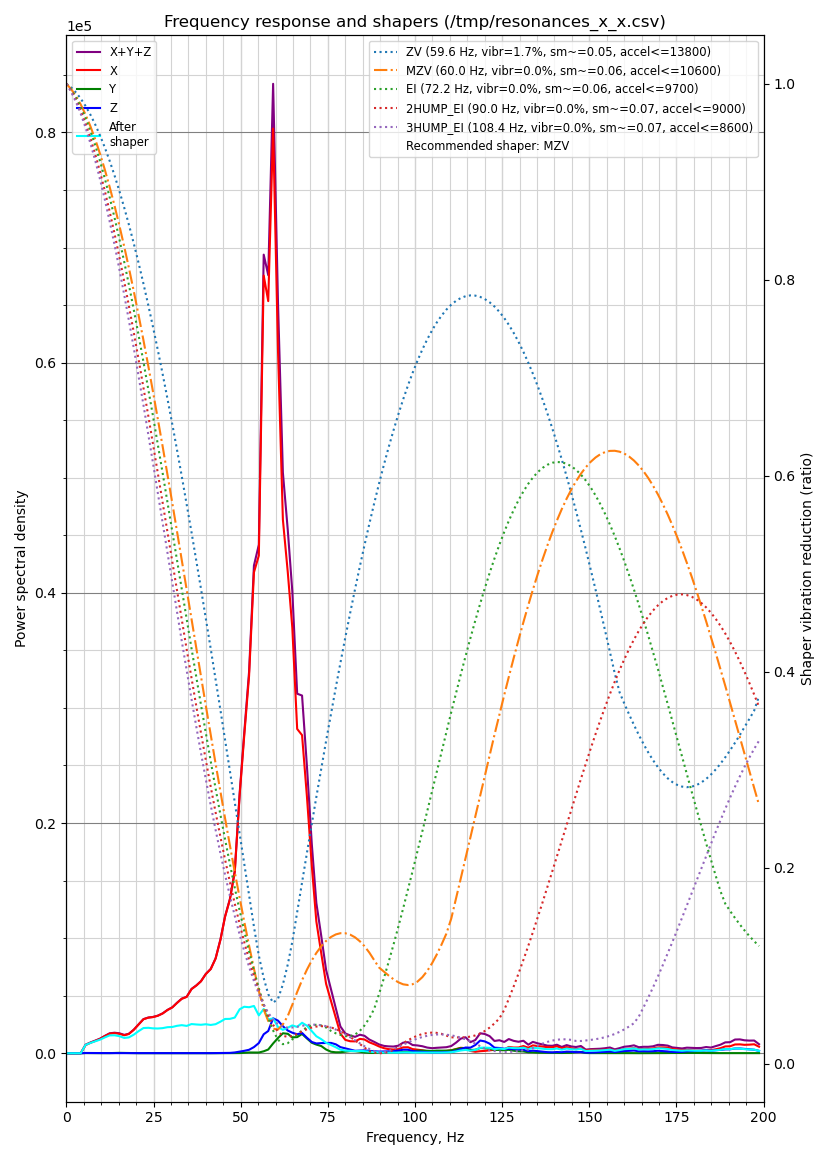 Frequency response and shapers (/tmp/resonances_x_x.csv)
1e5
X+Y+Z
X
Y
Z
After
shaper
ZV (59.6 Hz, vibr=1.7%, sm~=0.05, accel<=13800)
MZV (60.0 Hz, vibr=0.0%, sm~=0.06, accel<=10600)
EI (72.2 Hz, vibr=0.0%, sm~=0.06, accel<=9700)
2HUMP_EI (90.0 Hz, vibr=0.0%, sm~=0.07, accel<=9000)
3HUMP_EI (108.4 Hz, vibr=0.0%, sm~=0.07, accel<=8600)
Recommended shaper: MZV
Power spectral density
0.8
0.6
0.4
0.2
0.0
1.0
0.8
0.6
0.4
0.2
0.0
Shaper vibration reduction (ratio)
0 25 50 75 100 125 150 175 200
Frequency, Hz